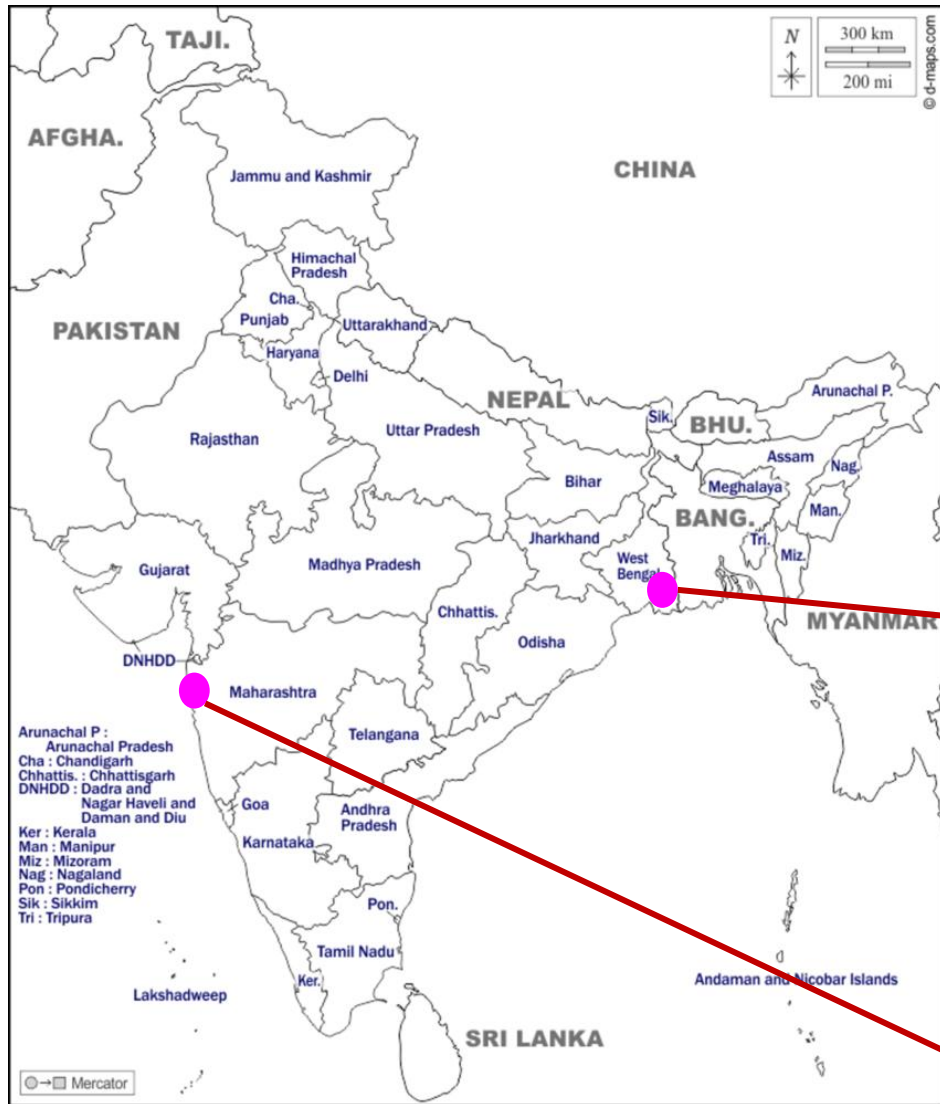 TAJI.
N
300 km
200 mi
© d-maps.com
AFGHA.
CHINA
Jammu and Kashmir
Himachal
Pradesh
Cha.
Punjab
PAKISTAN
Uttarakhand
Haryana
Delhi
NEPAL
Arunachal P.
Sik.
BHU.
Rajasthan
Uttar Pradesh
Assam
Nag.
Bihar
Meghalaya
Man.
BANG.
Jharkhand
Tri.
Miz.
West
Bengal
Gujarat
Madhya Pradesh
Chhattis.
MYANMAR
Odisha
DNHDD
Maharashtra
Telangana
Arunachal P :
Arunachal Pradesh
Cha : Chandigarh
Chhattis. : Chhattisgarh
DNHDD : Dadra and
Nagar Haveli and
Daman and Diu
Ker : Kerala
Man : Manipur
Miz : Mizoram
Nag : Nagaland
Pon : Pondicherry
Sik : Sikkim
Tri : Tripura
Goa
Andhra
Pradesh
Karnataka
Pon.
Tamil Nadu
Ker.
Lakshadweep
Andaman and Nicobar Islands
SRI LANKA
Mercator